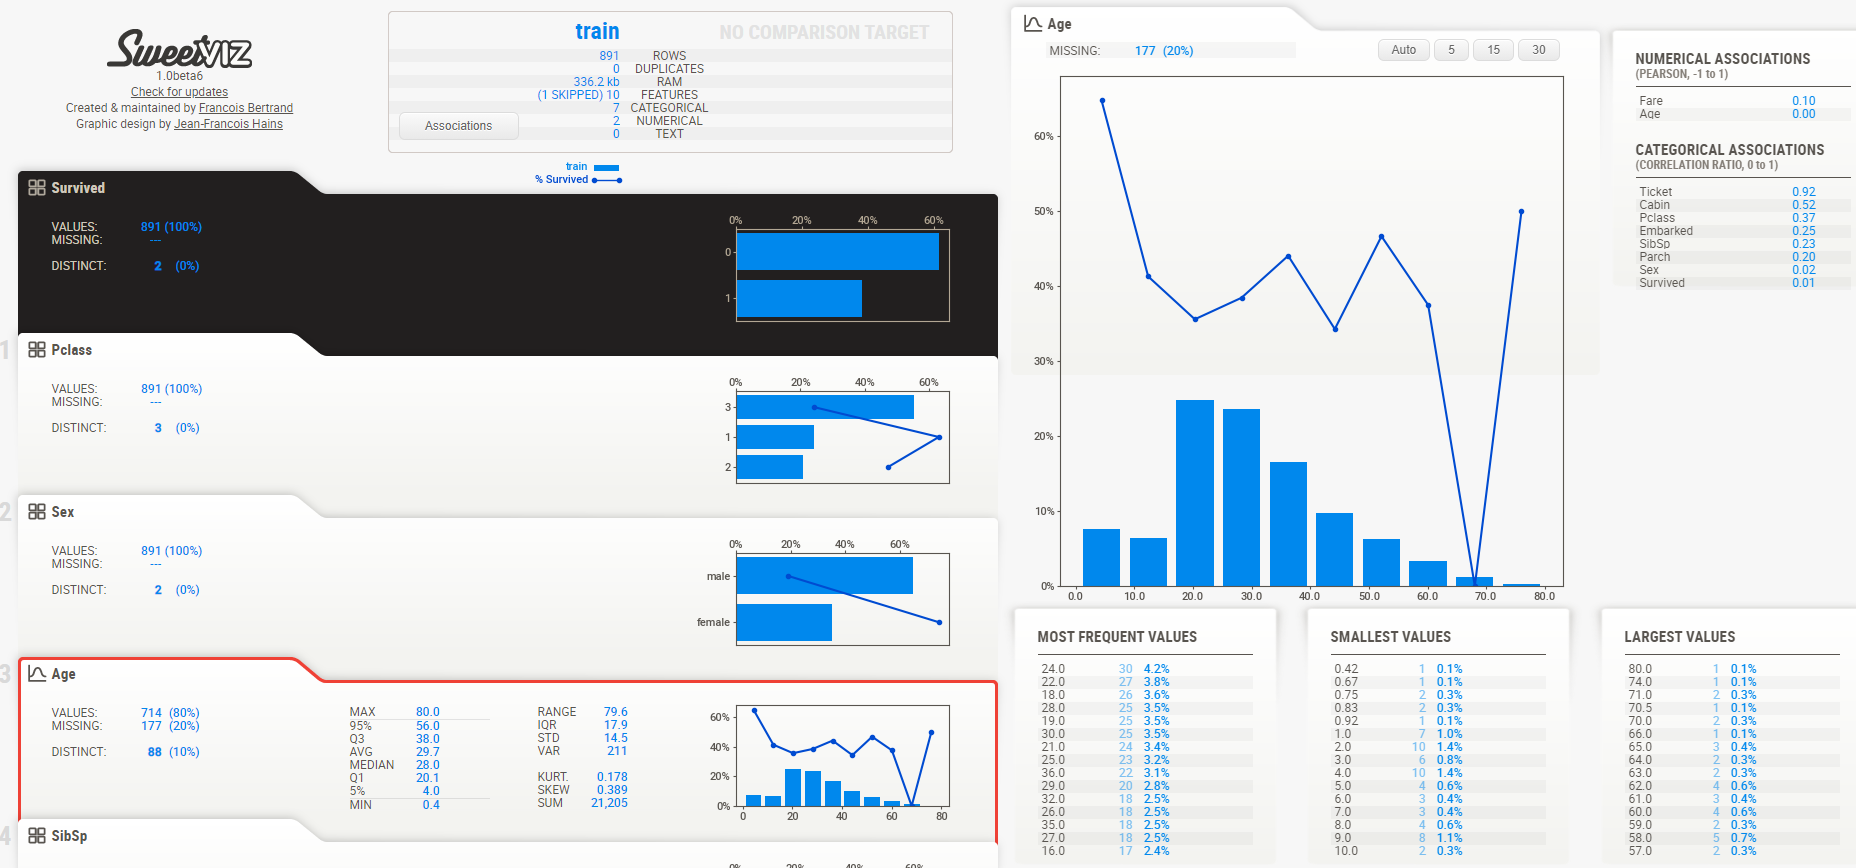 SweetVIZ
1.0beta6
Check for updates
Created & maintained by Francois Bertrand
Graphic design by Jean-Francois Hains
train NO COMPARISON TARGET
891 ROWS
0 DUPLICATES
336.2 kb RAM
(1 SKIPPED) 10 FEATURES
7 CATEGORICAL
2 NUMERICAL
0 TEXT
Associations
train
% Survived
Survived
VALUES: 891 (100%)
MISSING: ---
DISTINCT: 2 (0%)
0% 20% 40% 60%
0
1
1
Pclass
VALUES: 891 (100%)
MISSING: ---
DISTINCT: 3 (0%)
0% 20% 40% 60%
3
1
2
2
Sex
VALUES: 891 (100%)
MISSING: ---
DISTINCT: 2 (0%)
0% 20% 40% 60%
male
female
3
Age
VALUES: 714 (80%)
MISSING: 177 (20%)
DISTINCT: 88 (10%)
MAX 80.0
95% 56.0
Q3 38.0
AVG 29.7
MEDIAN 28.0
Q1 20.1
5% 4.0
MIN 0.4
RANGE 79.6
IQR 17.9
STD 14.5
VAR 211
KURT. 0.178
SKEW 0.389
SUM 21,205
60%
40%
20%
0%
0 20 40 60 80
4
SibSp
0% 20% 40% 60%
Age
MISSING: 177 (20%)
Auto 5 15 30
60%
50%
40%
30%
20%
10%
0%
0.0 10.0 20.0 30.0 40.0 50.0 60.0 70.0 80.0
NUMERICAL ASSOCIATIONS
(PEARSON, -1 to 1)
Fare 0.10
Age 0.00
CATEGORICAL ASSOCIATIONS
(CORRELATION RATIO, 0 to 1)
Ticket 0.92
Cabin 0.52
Pclass 0.37
Embarked 0.25
SibSp 0.23
Parch 0.20
Sex 0.02
Survived 0.01
MOST FREQUENT VALUES
24.0 30 4.2%
22.0 27 3.8%
18.0 26 3.6%
28.0 25 3.5%
19.0 25 3.5%
30.0 25 3.5%
21.0 24 3.4%
25.0 23 3.2%
36.0 22 3.1%
29.0 20 2.8%
32.0 18 2.5%
26.0 18 2.5%
35.0 18 2.5%
27.0 18 2.5%
16.0 17 2.4%
SMALLEST VALUES
0.42 1 0.1%
0.67 1 0.1%
0.75 2 0.3%
0.83 2 0.3%
0.92 1 0.1%
1.0 7 1.0%
2.0 10 1.4%
3.0 6 0.8%
4.0 10 1.4%
5.0 4 0.6%
6.0 3 0.4%
7.0 3 0.4%
8.0 4 0.6%
9.0 8 1.1%
10.0 2 0.3%
LARGEST VALUES
80.0 1 0.1%
74.0 1 0.1%
71.0 2 0.3%
70.5 1 0.1%
70.0 2 0.3%
66.0 1 0.1%
65.0 3 0.4%
64.0 2 0.3%
63.0 2 0.3%
62.0 4 0.6%
61.0 3 0.4%
60.0 4 0.6%
59.0 2 0.3%
58.0 5 0.7%
57.0 2 0.3%